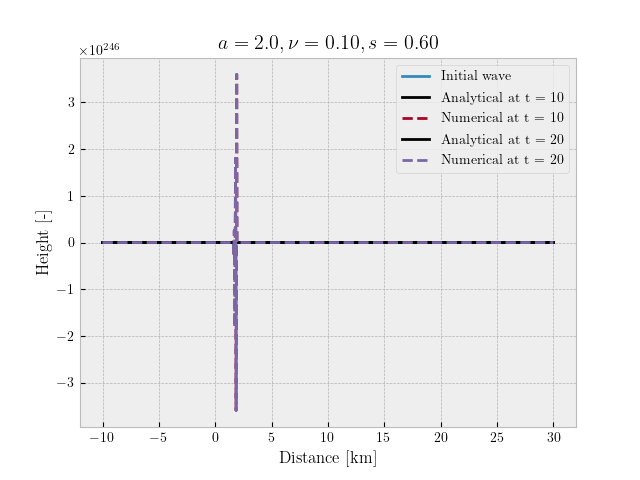 a = 2.0, ν = 0.10, s = 0.60
×10²⁴⁶
Initial wave
Analytical at t = 10
Numerical at t = 10
Analytical at t = 20
Numerical at t = 20
3
2
1
0
−1
−2
−3
Height [-]
−10 −5 0 5 10 15 20 25 30
Distance [km]